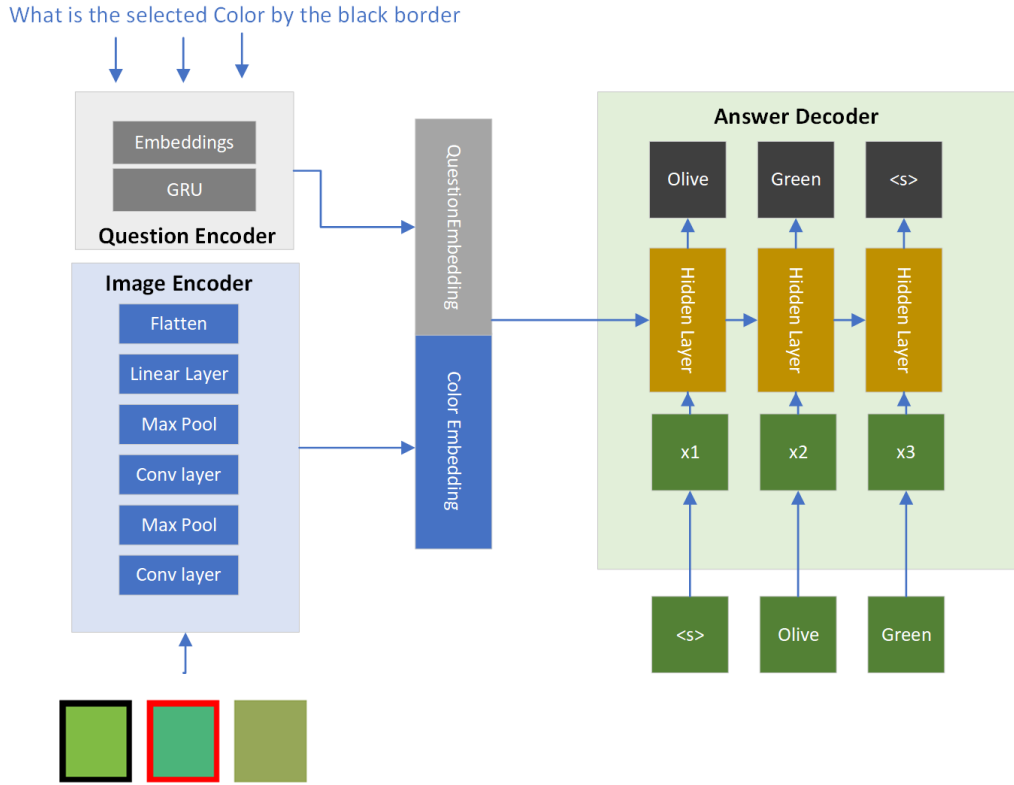 What is the selected Color by the black border
Embeddings
GRU
Question Encoder
Image Encoder
Flatten
Linear Layer
Max Pool
Conv layer
Max Pool
Conv layer
QuestionEmbedding
Color Embedding
Answer Decoder
Olive
Green
<s>
Hidden Layer
Hidden Layer
Hidden Layer
x1
x2
x3
<s>
Olive
Green